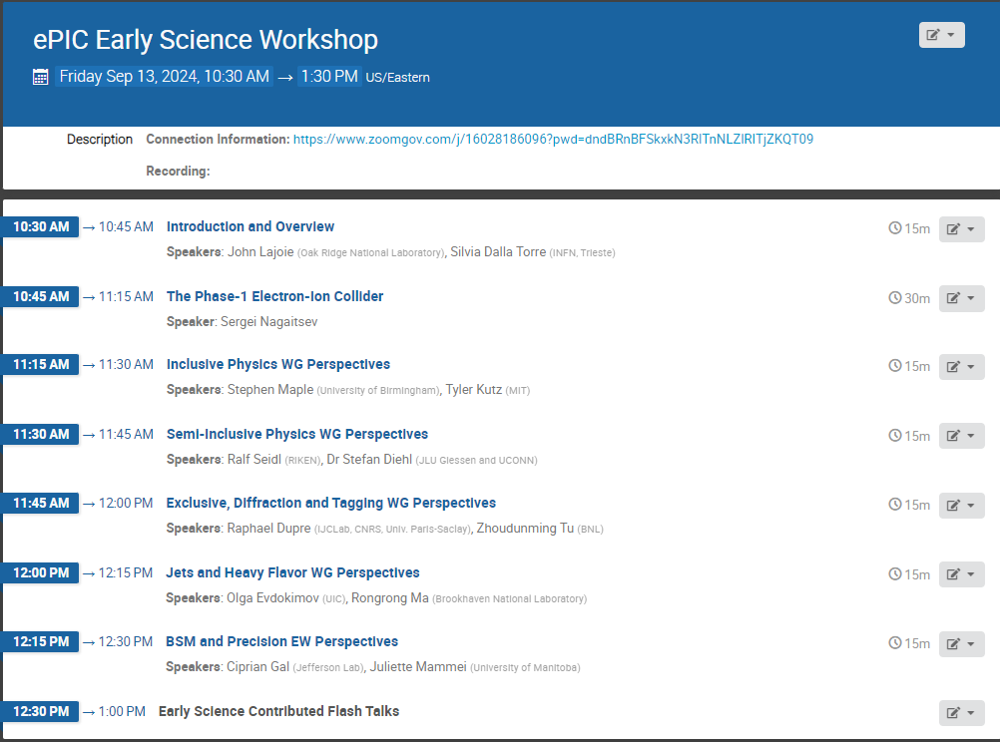 ePIC Early Science Workshop
Friday Sep 13, 2024, 10:30 AM → 1:30 PM US/Eastern
Description Connection Information: https://www.zoomgov.com/j/16028186096?pwd=dndBRnBFSkxkN3RITnNLZlRITjZKQT09
Recording:
10:30 AM → 10:45 AM Introduction and Overview 15m
Speakers: John Lajoie (Oak Ridge National Laboratory), Silvia Dalla Torre (INFN, Trieste)
10:45 AM → 11:15 AM The Phase-1 Electron-Ion Collider 30m
Speaker: Sergei Nagaitsev
11:15 AM → 11:30 AM Inclusive Physics WG Perspectives 15m
Speakers: Stephen Maple (University of Birmingham), Tyler Kutz (MIT)
11:30 AM → 11:45 AM Semi-Inclusive Physics WG Perspectives 15m
Speakers: Ralf Seidl (RIKEN), Dr Stefan Diehl (JLU Giessen and UCONN)
11:45 AM → 12:00 PM Exclusive, Diffraction and Tagging WG Perspectives 15m
Speakers: Raphael Dupre (IJCLab, CNRS, Univ. Paris-Saclay), Zhoudunming Tu (BNL)
12:00 PM → 12:15 PM Jets and Heavy Flavor WG Perspectives 15m
Speakers: Olga Evdokimov (UIC), Rongrong Ma (Brookhaven National Laboratory)
12:15 PM → 12:30 PM BSM and Precision EW Perspectives 15m
Speakers: Ciprian Gal (Jefferson Lab), Juliette Mammei (University of Manitoba)
12:30 PM → 1:00 PM Early Science Contributed Flash Talks